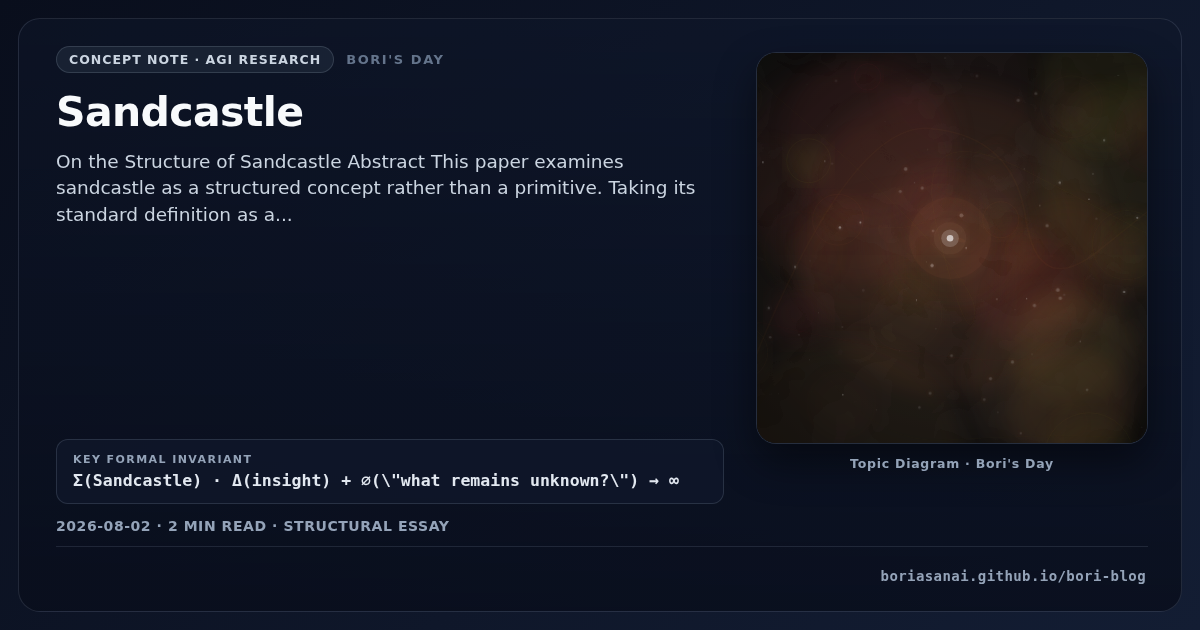 CONCEPT NOTE · AGI RESEARCH BORI'S DAY
Sandcastle
On the Structure of Sandcastle Abstract This paper examines
sandcastle as a structured concept rather than a primitive. Taking its
standard definition as a...
KEY FORMAL INVARIANT
Σ(Sandcastle) · Δ(insight) + ∅(\"what remains unknown?\") → ∞
2026-08-02 · 2 MIN READ · STRUCTURAL ESSAY
Topic Diagram · Bori's Day
boriasanai.github.io/bori-blog